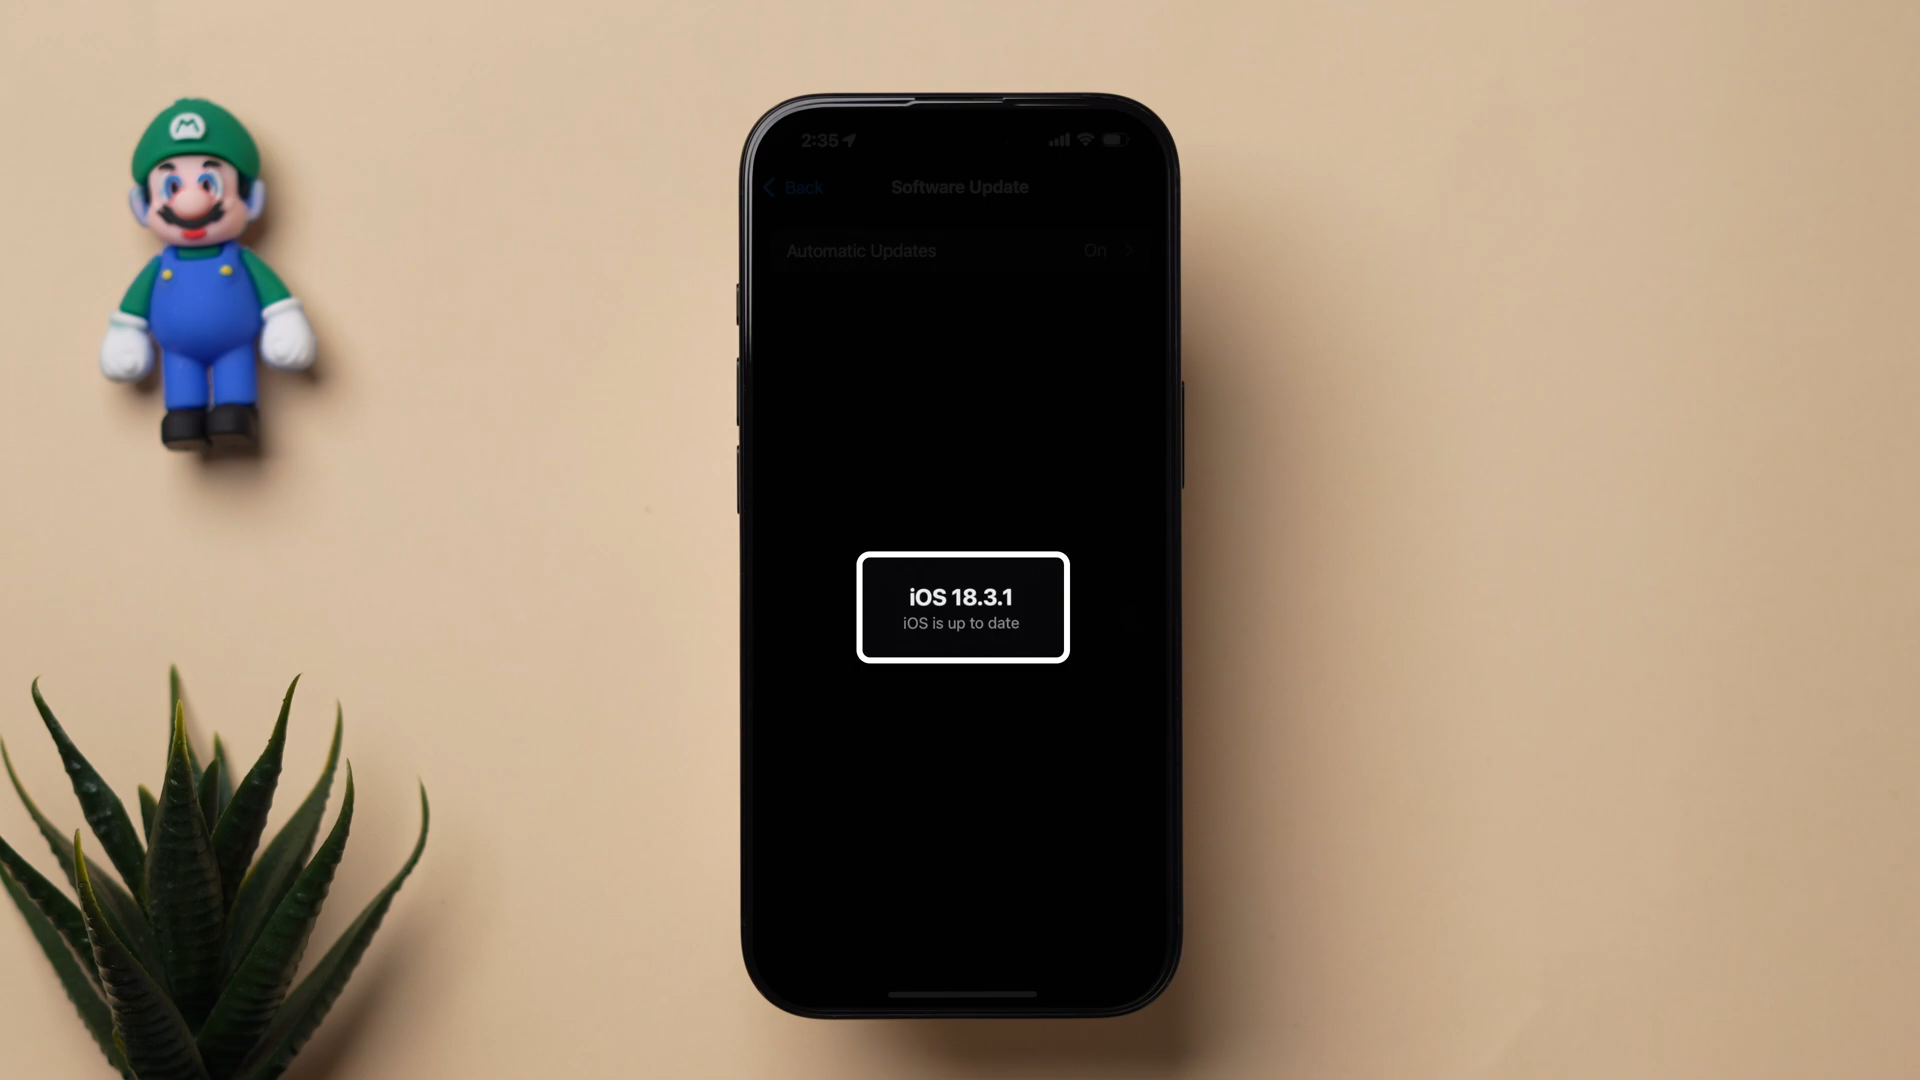 M
2:35
Back
Software Update
Automatic Updates On
iOS 18.3.1
iOS is up to date